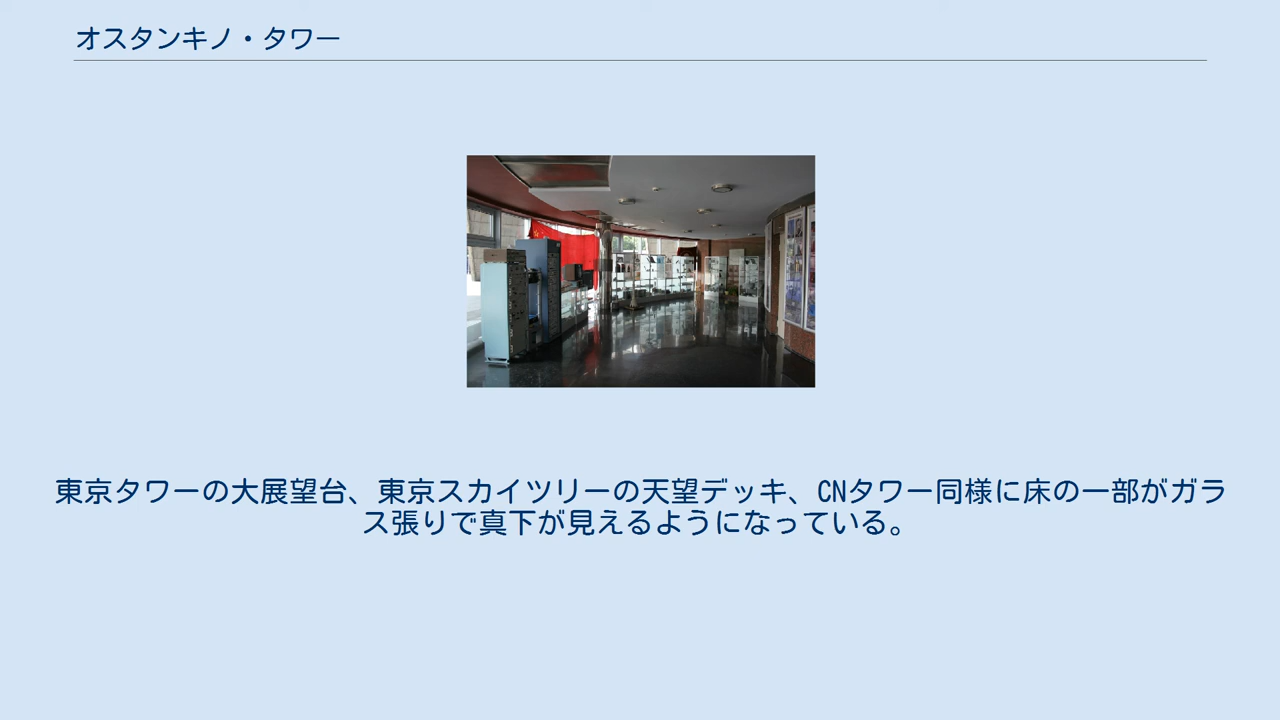 オスタンキノ・タワー
東京タワーの大展望台、東京スカイツリーの天望デッキ、CNタワー同様に床の一部がガラ
ス張りで真下が見えるようになっている。